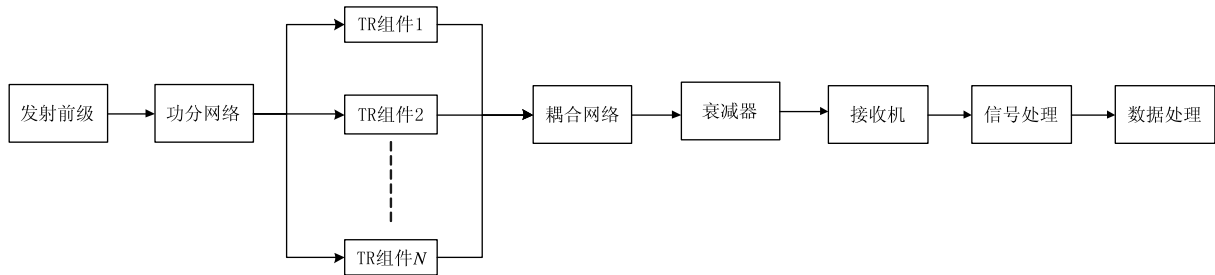 发射前级
功分网络
TR组件1
TR组件2
TR组件N
耦合网络
衰减器
接收机
信号处理
数据处理